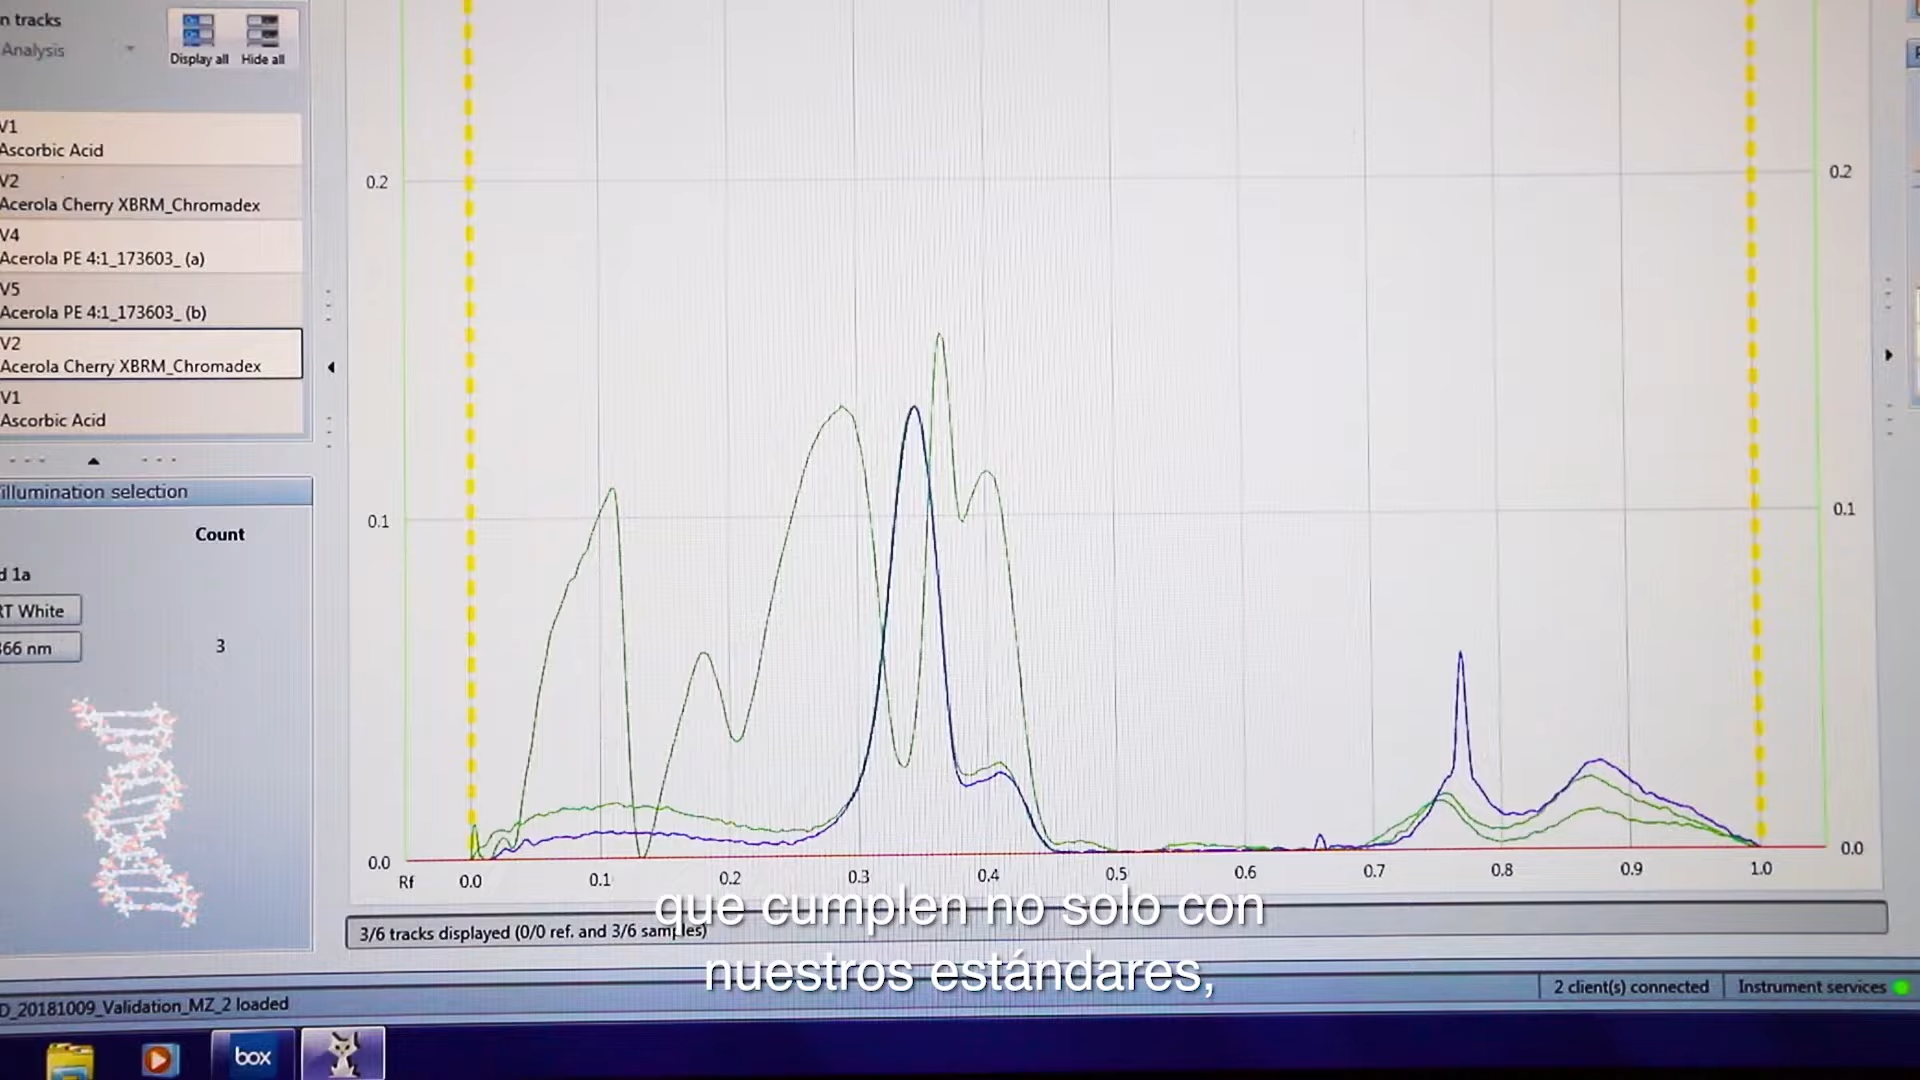 n tracks
Analysis
Display all
Hide all
V1
Ascorbic Acid
V2
Acerola Cherry XBRM_Chromadex
V4
Acerola PE 4:1_173603_ (a)
V5
Acerola PE 4:1_173603_ (b)
V2
Acerola Cherry XBRM_Chromadex
V1
Ascorbic Acid
illumination selection
Count
d 1a
RT White
366 nm
3
0.2
0.1
0.0
0.2
0.1
0.0
Rf 0.0 0.1 0.2 0.3 0.4 0.5 0.6 0.7 0.8 0.9 1.0
3/6 tracks displayed (0/0 ref. and 3/6 samples)
que cumplen no solo con
nuestros estándares,
2 client(s) connected
Instrument services
D_20181009_Validation_MZ_2 loaded
box